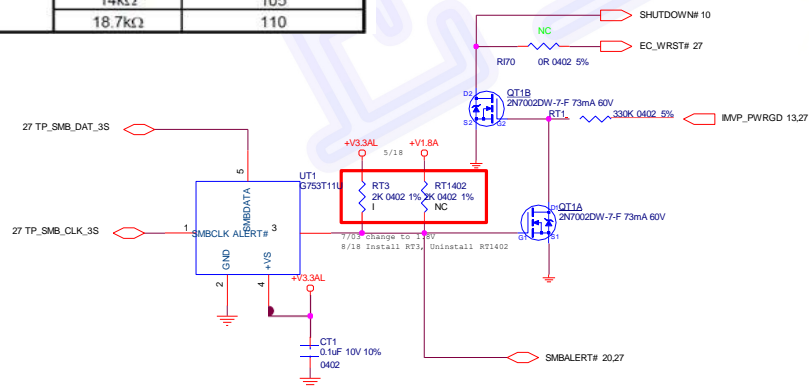 14kΩ 105
18.7kΩ 110
SHUTDOWN# 10
NC
EC_WRST# 27
RI70 0R 0402 5%
D2
QT1B
2N7002DW-7-F 73mA 60V
S2 G2
RT1 330K 0402 5%
IMVP_PWRGD 13,27
27 TP_SMB_DAT_3S
+V3.3AL +V1.8A
5/18
5
UT1
G753T11U
RT3 RT1402
2K 0402 1% 2K 0402 1%
I NC
D1 QT1A
2N7002DW-7-F 73mA 60V
G1 S1
27 TP_SMB_CLK_3S
1 SMBCLK SMBDATA ALERT# 3
7/03 change to 1.8V
8/18 Install RT3, Uninstall RT1402
GND +VS
2 4
+V3.3AL
CT1
0.1uF 10V 10%
0402
SMBALERT# 20,27